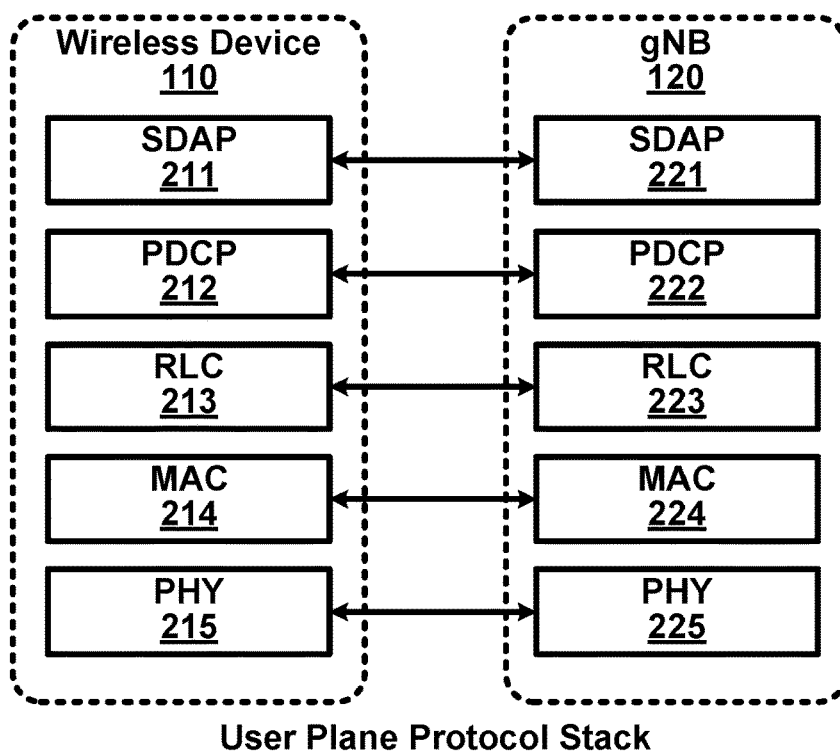 Wireless Device
110
SDAP
211
PDCP
212
RLC
213
MAC
214
PHY
215
gNB
120
SDAP
221
PDCP
222
RLC
223
MAC
224
PHY
225
User Plane Protocol Stack